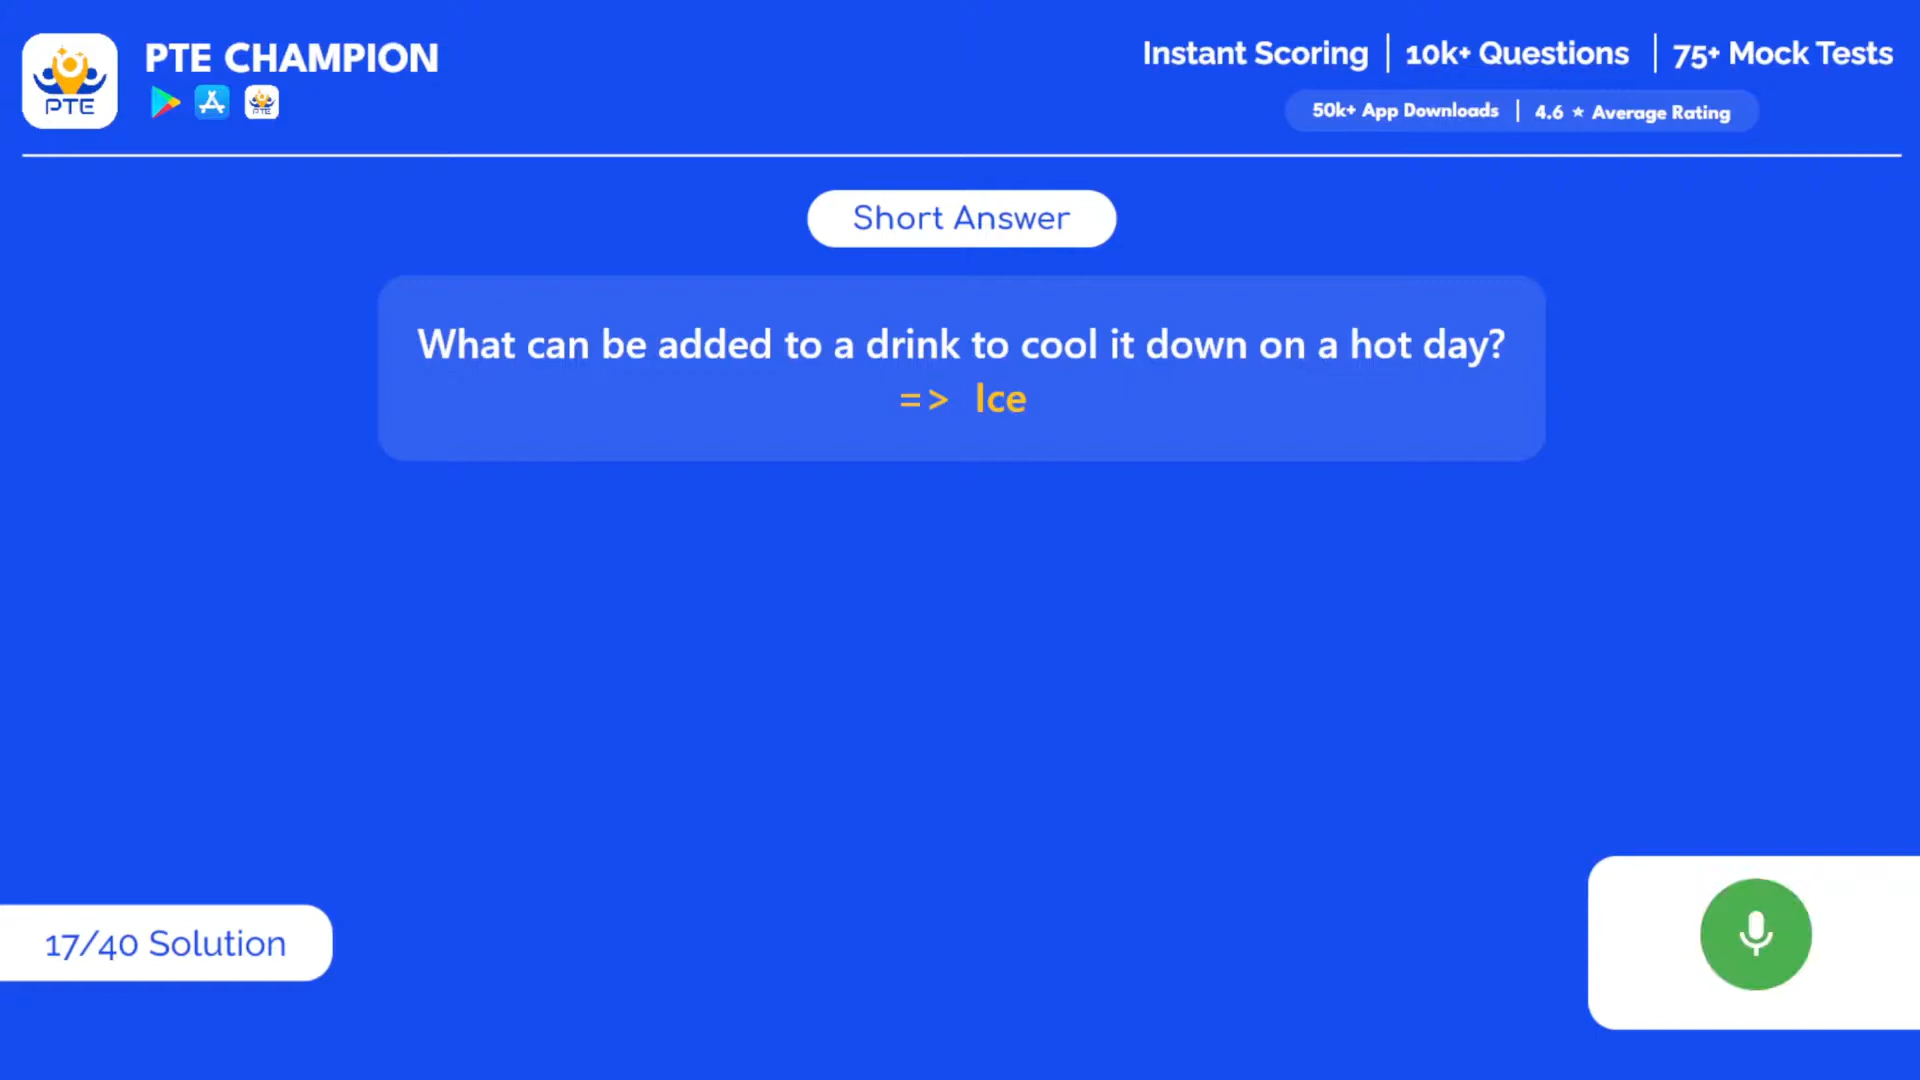 PTE CHAMPION
PTE
Instant Scoring | 10k+ Questions | 75+ Mock Tests
50k+ App Downloads | 4.6 ★ Average Rating
Short Answer
What can be added to a drink to cool it down on a hot day?
=> Ice
17/40 Solution